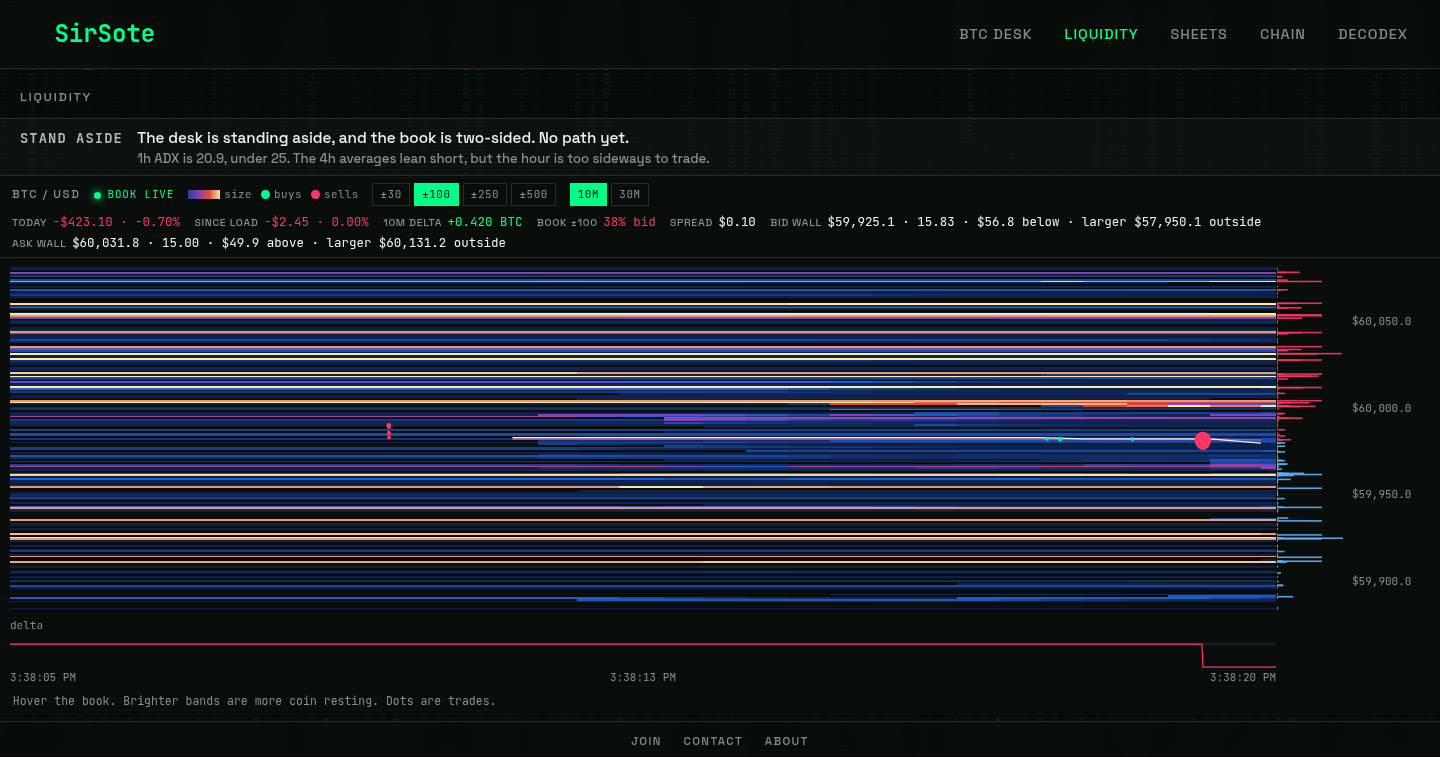 SirSote
BTC DESK LIQUIDITY SHEETS CHAIN DECODEX
LIQUIDITY
STAND ASIDE The desk is standing aside, and the book is two-sided. No path yet.
1h ADX is 20.9, under 25. The 4h averages lean short, but the hour is too sideways to trade.
BTC / USD BOOK LIVE size buys sells ±30 ±100 ±250 ±500 10M 30M
TODAY -$423.10 · -0.70% SINCE LOAD -$2.45 · 0.00% 10M DELTA +0.420 BTC BOOK ±100 38% bid SPREAD $0.10 BID WALL $59,925.1 · 15.83 · $56.8 below · larger $57,950.1 outside
ASK WALL $60,031.8 · 15.00 · $49.9 above · larger $60,131.2 outside
$60,050.0
$60,000.0
$59,950.0
$59,900.0
delta
3:38:05 PM 3:38:13 PM 3:38:20 PM
Hover the book. Brighter bands are more coin resting. Dots are trades.
JOIN CONTACT ABOUT